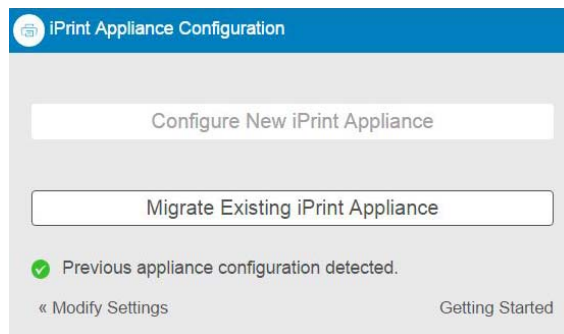 iPrint Appliance Configuration
Configure New iPrint Appliance
Migrate Existing iPrint Appliance
Previous appliance configuration detected.
« Modify Settings
Getting Started